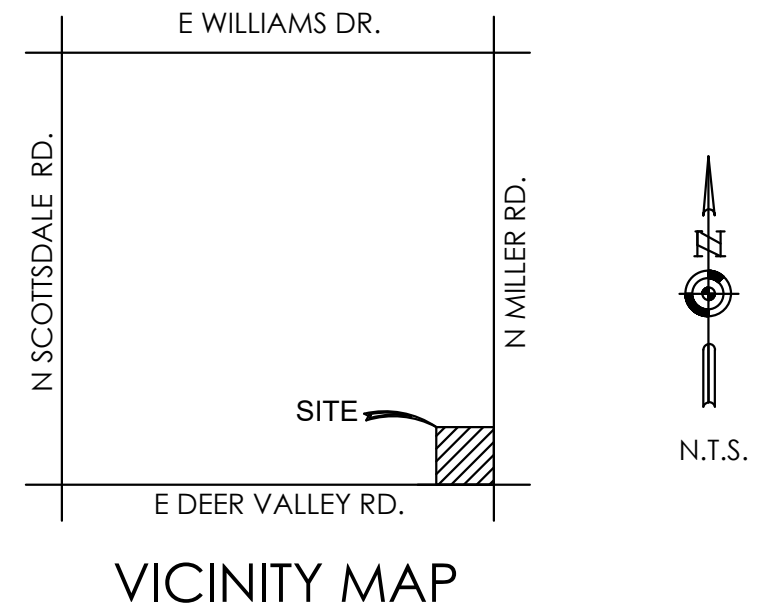 E WILLIAMS DR.
N SCOTTSDALE RD.
N MILLER RD.
N
SITE
N.T.S.
E DEER VALLEY RD.
VICINITY MAP